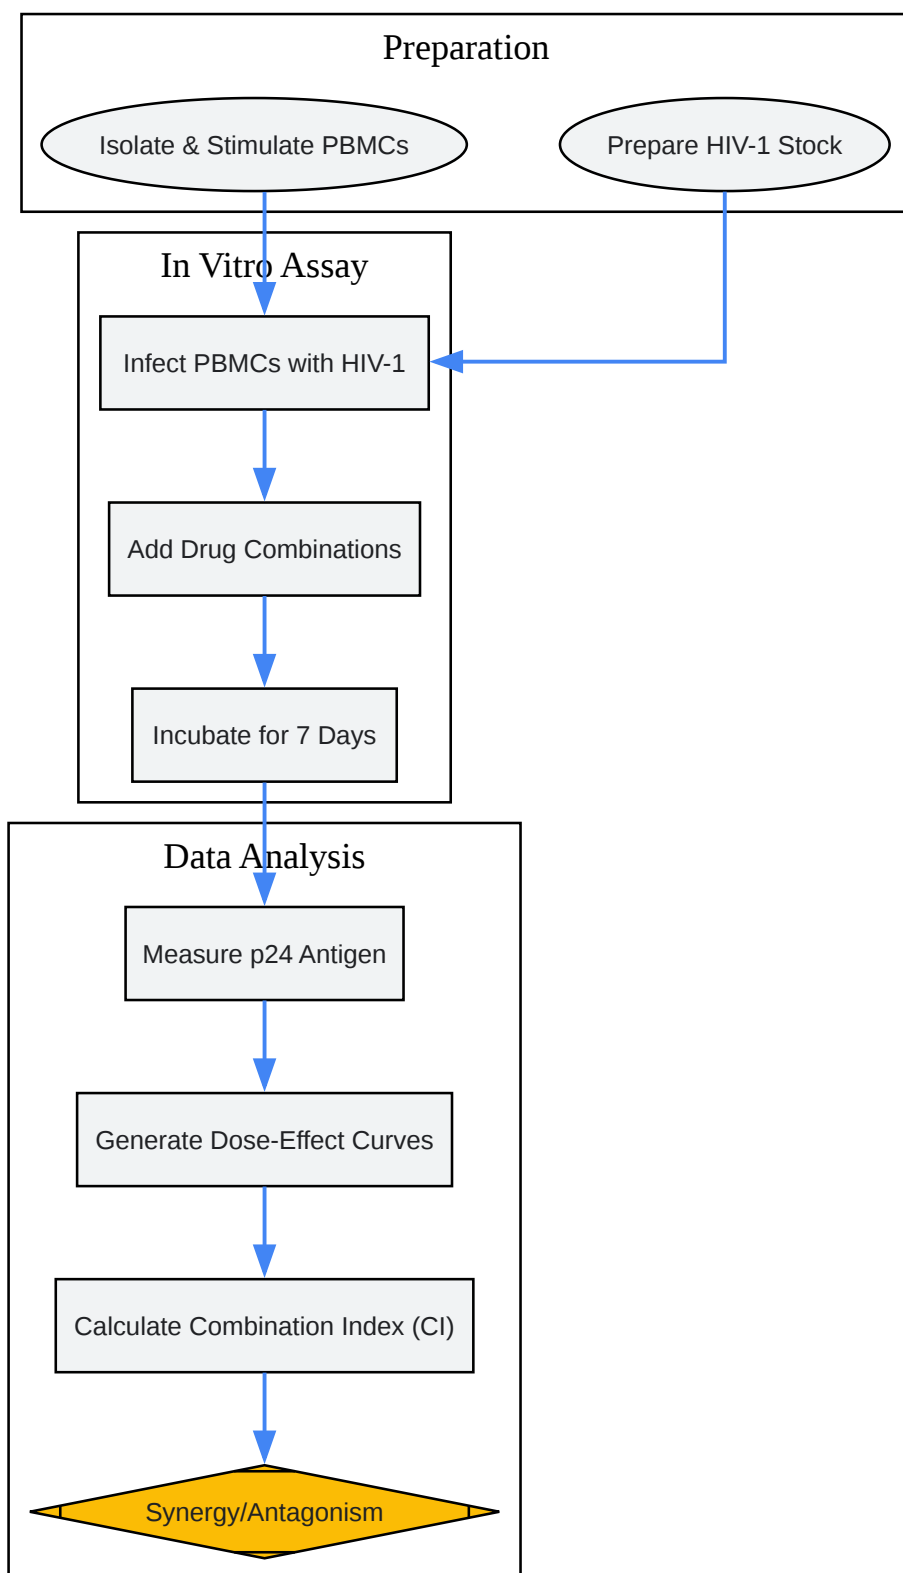 Preparation
Isolate & Stimulate PBMCs
Prepare HIV-1 Stock
In Vitro Assay
Infect PBMCs with HIV-1
Add Drug Combinations
Incubate for 7 Days
Data Analysis
Measure p24 Antigen
Generate Dose-Effect Curves
Calculate Combination Index (CI)
Synergy/Antagonism